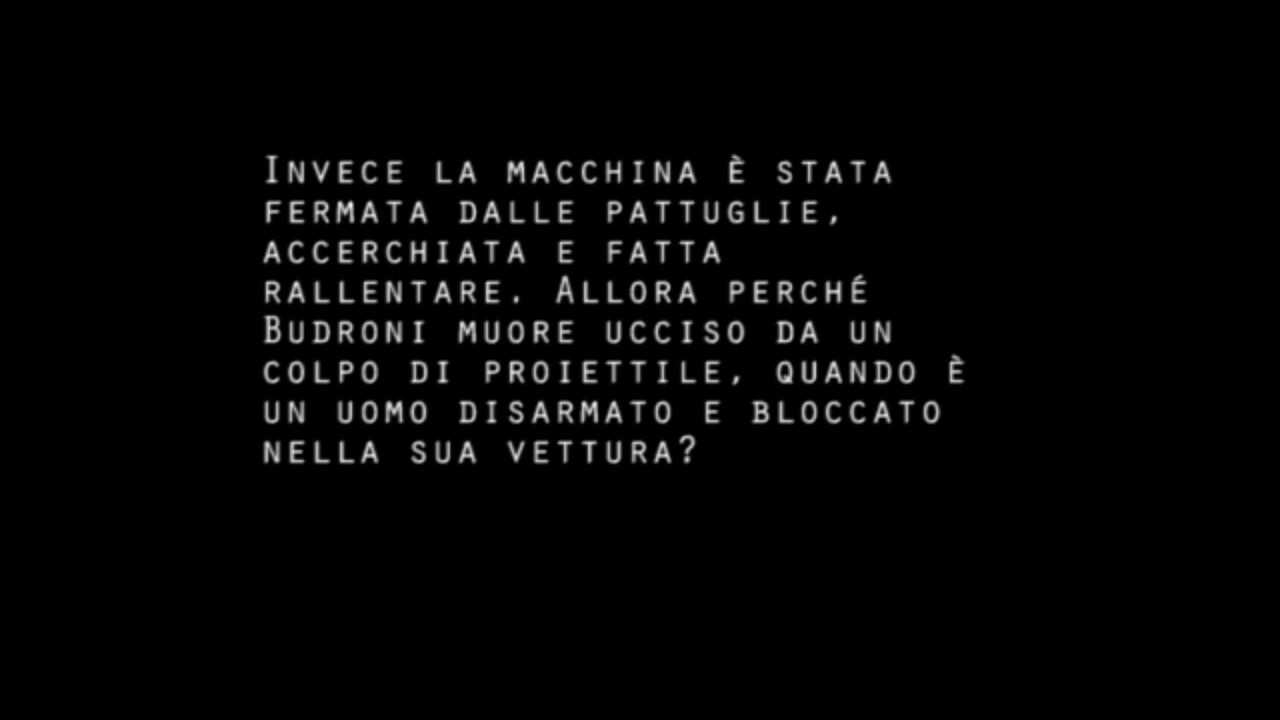 Invece la macchina è stata
fermata dalle pattuglie,
accerchiata e fatta
rallentare. Allora perché
Budroni muore ucciso da un
colpo di proiettile, quando è
un uomo disarmato e bloccato
nella sua vettura?